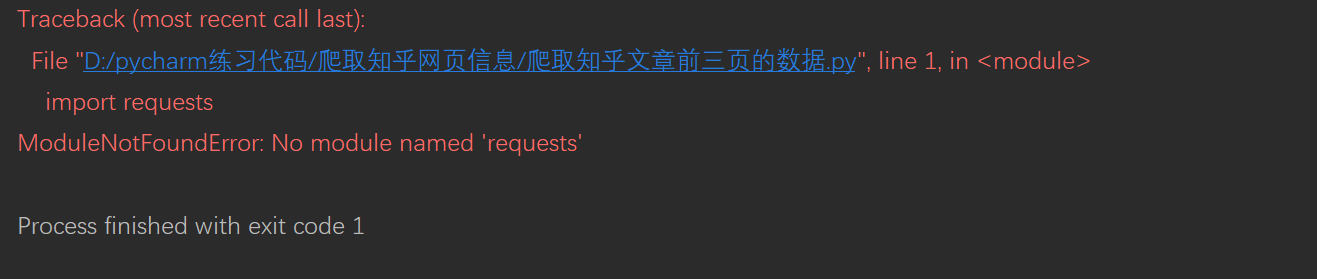 Traceback (most recent call last):
File "D:/pycharm练习代码/爬取知乎网页信息/爬取知乎文章前三页的数据.py", line 1, in <module>
import requests
ModuleNotFoundError: No module named 'requests'
Process finished with exit code 1